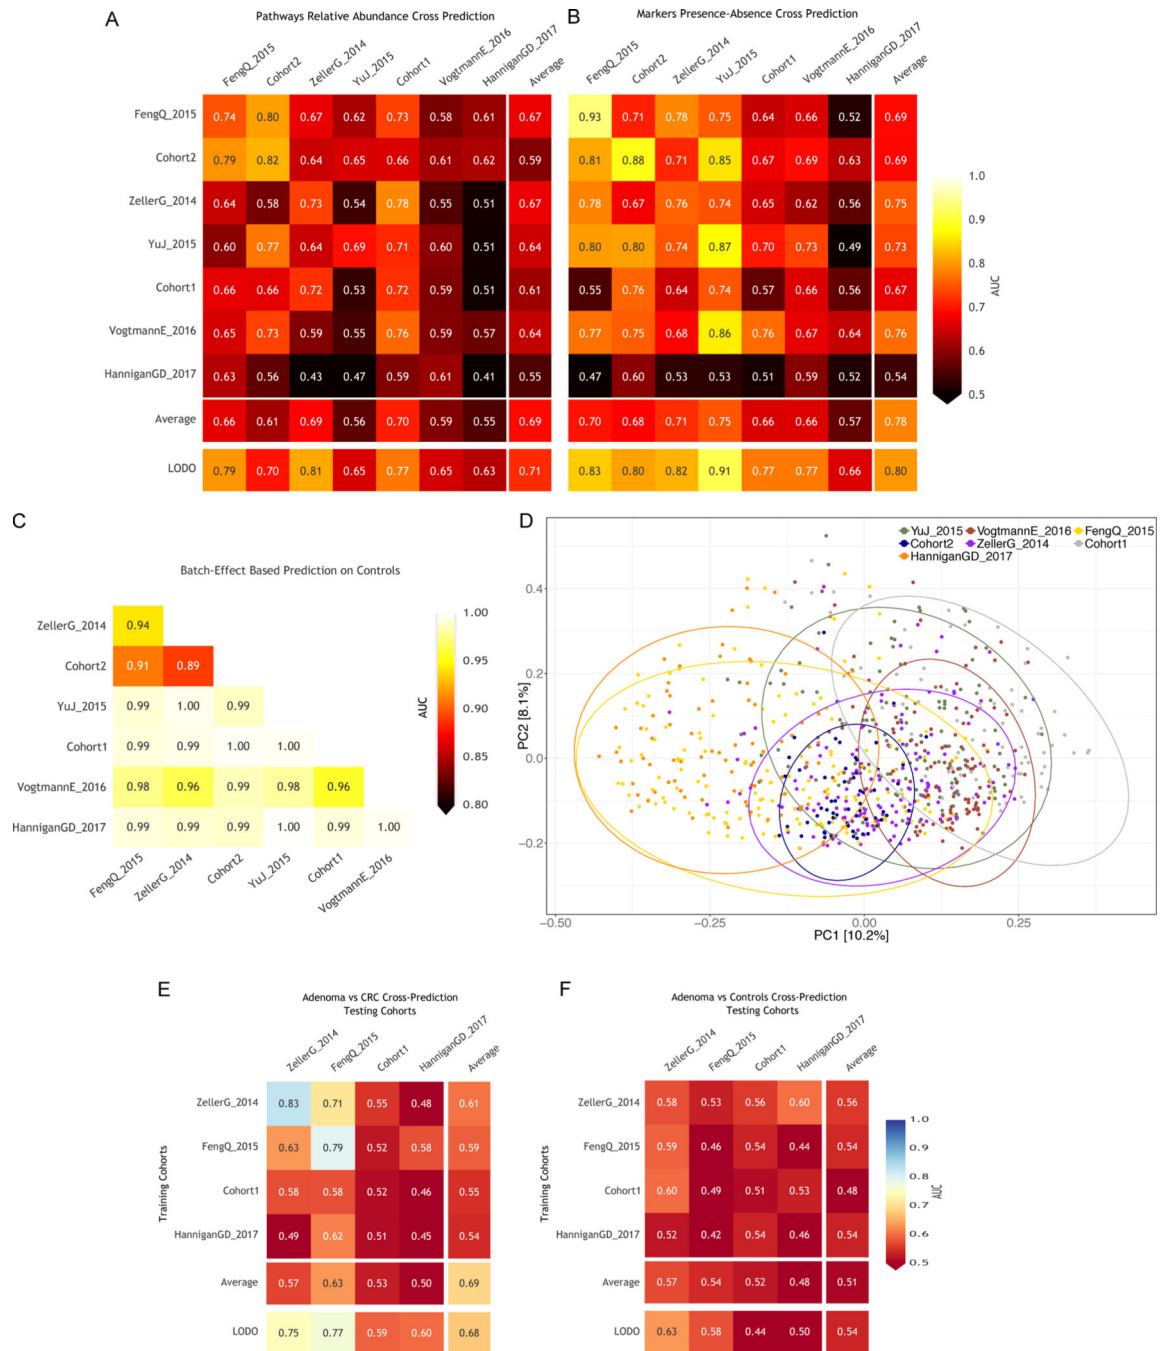 A
Pathways Relative Abundance Cross Prediction
FengQ_2015 Cohort2 ZellerG_2014 YuJ_2015 Cohort1 VogtmannE_2016 HanniganGD_2017 Average
FengQ_2015 0.74 0.80 0.67 0.62 0.73 0.58 0.61 0.67
Cohort2 0.79 0.82 0.64 0.65 0.66 0.61 0.62 0.59
ZellerG_2014 0.64 0.58 0.73 0.54 0.78 0.55 0.51 0.67
YuJ_2015 0.60 0.77 0.64 0.69 0.71 0.60 0.51 0.64
Cohort1 0.66 0.66 0.72 0.53 0.72 0.59 0.51 0.61
VogtmannE_2016 0.65 0.73 0.59 0.55 0.76 0.59 0.57 0.64
HanniganGD_2017 0.63 0.56 0.43 0.47 0.59 0.61 0.41 0.55
Average 0.66 0.61 0.69 0.56 0.70 0.59 0.55 0.69
LODO 0.79 0.70 0.81 0.65 0.77 0.65 0.63 0.71
B
Markers Presence-Absence Cross Prediction
FengQ_2015 Cohort2 ZellerG_2014 YuJ_2015 Cohort1 VogtmannE_2016 HanniganGD_2017 Average
0.93 0.71 0.78 0.75 0.64 0.66 0.52 0.69
0.81 0.88 0.71 0.85 0.67 0.69 0.63 0.69
0.78 0.67 0.76 0.74 0.65 0.62 0.56 0.75
0.80 0.80 0.74 0.87 0.70 0.73 0.49 0.73
0.55 0.76 0.64 0.74 0.57 0.66 0.56 0.67
0.77 0.75 0.68 0.86 0.76 0.67 0.64 0.76
0.47 0.60 0.53 0.53 0.51 0.59 0.52 0.54
0.70 0.68 0.71 0.75 0.66 0.66 0.57 0.78
0.83 0.80 0.82 0.91 0.77 0.77 0.66 0.80
1.0
0.9
0.8
0.7
0.6
0.5
AUC
C
Batch-Effect Based Prediction on Controls
ZellerG_2014 0.94
Cohort2 0.91 0.89
YuJ_2015 0.99 1.00 0.99
Cohort1 0.99 0.99 1.00 1.00
VogtmannE_2016 0.98 0.96 0.99 0.98 0.96
HanniganGD_2017 0.99 0.99 0.99 1.00 0.99 1.00
FengQ_2015 ZellerG_2014 Cohort2 YuJ_2015 Cohort1 VogtmannE_2016
1.00
0.95
0.90
0.85
0.80
AUC
D
YuJ_2015 VogtmannE_2016 FengQ_2015
Cohort2 ZellerG_2014 Cohort1
HanniganGD_2017
0.4
0.2
0.0
−0.2
PC2 [8.1%]
−0.50 −0.25 0.00 0.25
PC1 [10.2%]
E
Adenoma vs CRC Cross-Prediction
Testing Cohorts
ZellerG_2014 FengQ_2015 Cohort1 HanniganGD_2017 Average
Training Cohorts
ZellerG_2014 0.83 0.71 0.55 0.48 0.61
FengQ_2015 0.63 0.79 0.52 0.58 0.59
Cohort1 0.58 0.58 0.52 0.46 0.55
HanniganGD_2017 0.49 0.62 0.51 0.45 0.54
Average 0.57 0.63 0.53 0.50 0.69
LODO 0.75 0.77 0.59 0.60 0.68
F
Adenoma vs Controls Cross-Prediction
Testing Cohorts
ZellerG_2014 FengQ_2015 Cohort1 HanniganGD_2017 Average
Training Cohorts
ZellerG_2014 0.58 0.53 0.56 0.60 0.56
FengQ_2015 0.59 0.46 0.54 0.44 0.54
Cohort1 0.60 0.49 0.51 0.53 0.48
HanniganGD_2017 0.52 0.42 0.54 0.46 0.54
Average 0.57 0.54 0.52 0.48 0.51
LODO 0.63 0.58 0.44 0.50 0.54
1.0
0.9
0.8
0.7
0.6
0.5
AUC